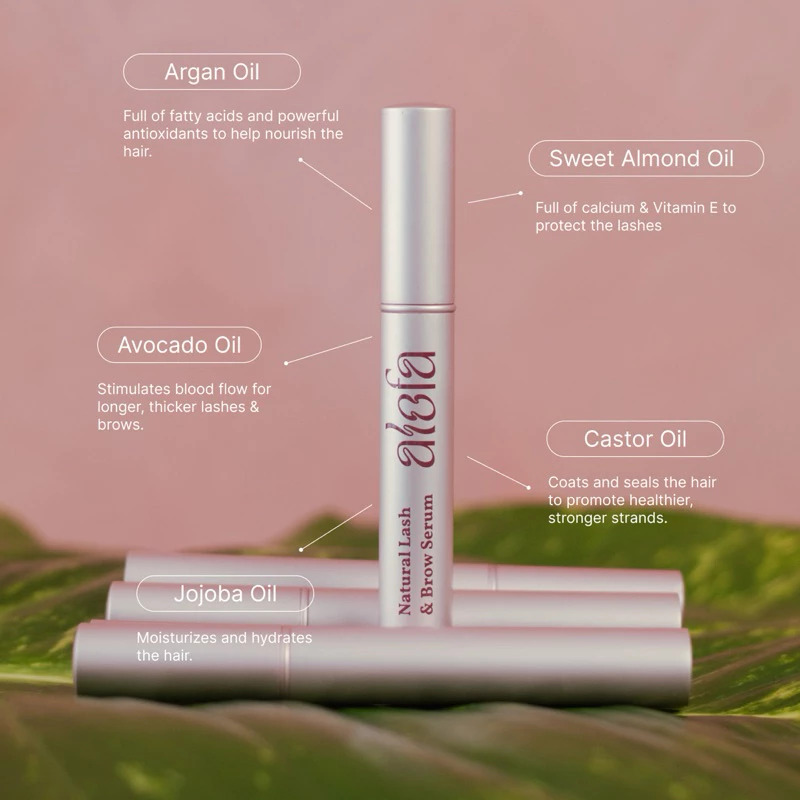 Argan Oil
Full of fatty acids and powerful
antioxidants to help nourish the
hair.
Sweet Almond Oil
Full of calcium & Vitamin E to
protect the lashes
Avocado Oil
Stimulates blood flow for
longer, thicker lashes &
brows.
Castor Oil
Coats and seals the hair
to promote healthier,
stronger strands.
Jojoba Oil
Moisturizes and hydrates
the hair.
Natural Lash
& Brow Serum